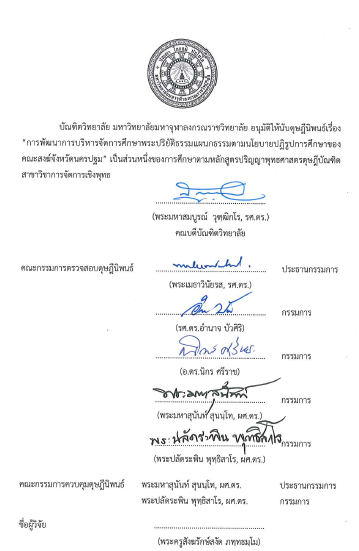 บัณฑิตวิทยาลัย มหาวิทยาลัยมหาจุฬาลงกรณราชวิทยาลัย อนุมัติให้นับดุษฎีนิพนธ์เรื่อง
"การพัฒนาการบริหารจัดการศึกษาพระปริยัติธรรมแผนกธรรมตามนโยบายปฏิรูปการศึกษาของ
คณะสงฆ์จังหวัดนครปฐม" เป็นส่วนหนึ่งของการศึกษาตามหลักสูตรปริญญาพุทธศาสตรดุษฎีบัณฑิต
สาขาวิชาการจัดการเชิงพุทธ
(พระมหาสมบูรณ์ วุฑฺฒิกโร, รศ.ดร.)
คณบดีบัณฑิตวิทยาลัย
คณะกรรมการตรวจสอบดุษฎีนิพนธ์ ประธานกรรมการ
(พระเมธาวินัยรส, รศ.ดร.)
กรรมการ
(รศ.ดร.อำนาจ บัวศิริ)
กรรมการ
(อ.ดร.นิกร ศรีราช)
กรรมการ
(พระมหาสุนันท์ สุนนฺโท, ผศ.ดร.)
พระปลัดระพิน พุทธิสาโร กรรมการ
(พระปลัดระพิน พุทฺธิสาโร, ผศ.ดร.)
คณะกรรมการควบคุมดุษฎีนิพนธ์ พระมหาสุนันท์ สุนนฺโท, ผศ.ดร. ประธานกรรมการ
พระปลัดระพิน พุทฺธิสาโร, ผศ.ดร. กรรมการ
ชื่อผู้วิจัย
(พระครูสังฆรักษ์สงัด ภทฺทธมฺโม)